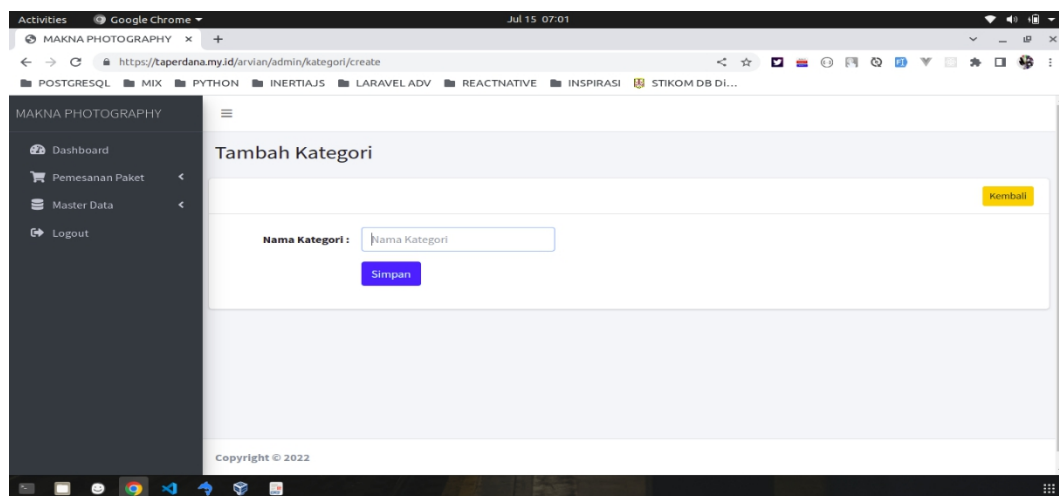 Activities Google Chrome Jul 15 07:01
MAKNA PHOTOGRAPHY
https://taperdana.my.id/arvian/admin/kategori/create
POSTGRESQL MIX PYTHON INERTIAJS LARAVEL ADV REACTNATIVE INSPIRASI STIKOM DB Di...
MAKNA PHOTOGRAPHY
Dashboard
Tambah Kategori
Pemesanan Paket
Kembali
Master Data
Logout
Nama Kategori : Nama Kategori
Simpan
Copyright © 2022